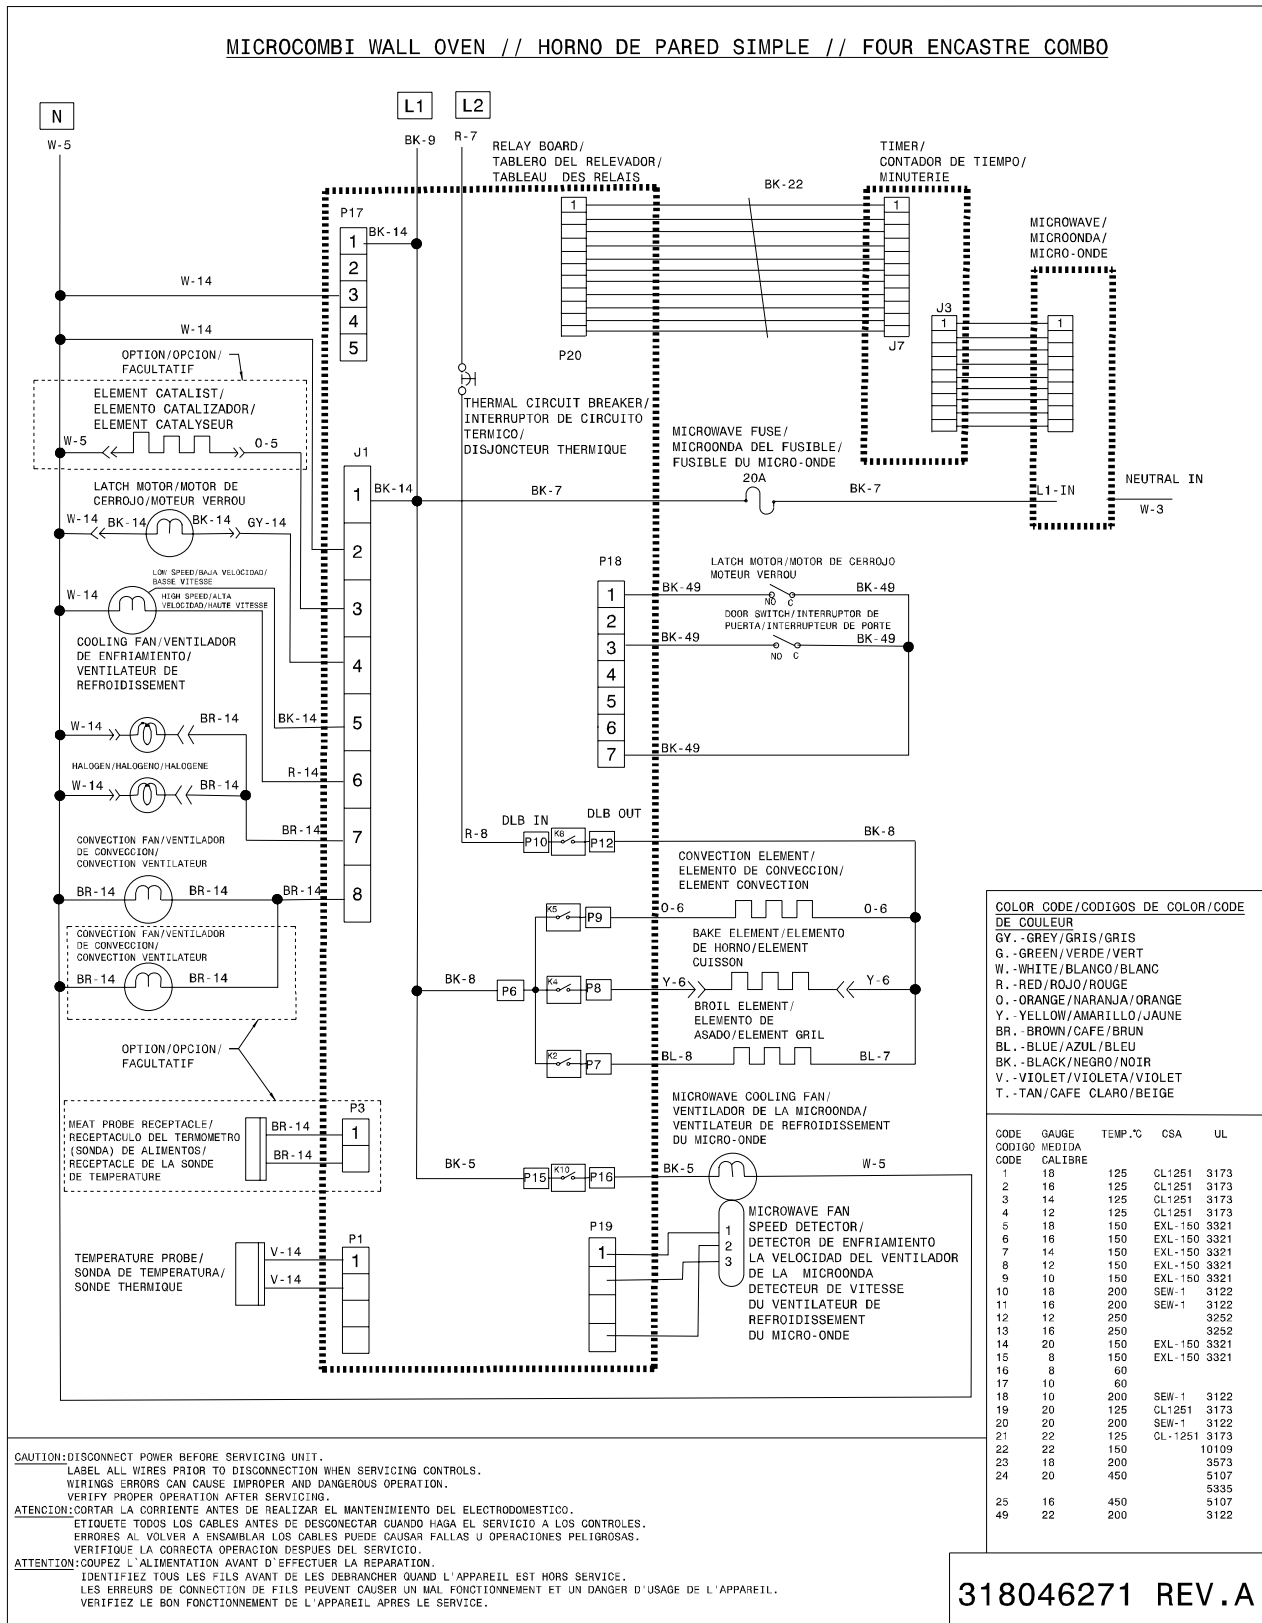 MICROCOMBI WALL OVEN // HORNO DE PARED SIMPLE // FOUR ENCASTRE COMBO
N
L1
L2
W-5
BK-9
R-7
RELAY BOARD/
TABLERO DEL RELEVADOR/
TABLEAU DES RELAIS
TIMER/
CONTADOR DE TIEMPO/
MINUTERIE
BK-22
MICROWAVE/
MICROONDA/
MICRO-ONDE
P17
1
2
3
4
5
BK-14
W-14
W-14
1
P20
1
J7
J3
1
1
OPTION/OPCION/
FACULTATIF
ELEMENT CATALIST/
ELEMENTO CATALIZADOR/
ELEMENT CATALYSEUR
W-5
O-5
THERMAL CIRCUIT BREAKER/
INTERRUPTOR DE CIRCUITO
TERMICO/
DISJONCTEUR THERMIQUE
MICROWAVE FUSE/
MICROONDA DEL FUSIBLE/
FUSIBLE DU MICRO-ONDE
20A
BK-7
BK-7
L1-IN
NEUTRAL IN
W-3
J1
1
2
3
4
5
6
7
8
BK-14
LATCH MOTOR/MOTOR DE
CERROJO/MOTEUR VERROU
W-14
BK-14
BK-14
GY-14
LOW SPEED/BAJA VELOCIDAD/
BASSE VITESSE
HIGH SPEED/ALTA
VELOCIDAD/HAUTE VITESSE
W-14
COOLING FAN/VENTILADOR
DE ENFRIAMIENTO/
VENTILATEUR DE
REFROIDISSEMENT
P18
1
2
3
4
5
6
7
LATCH MOTOR/MOTOR DE CERROJO
MOTEUR VERROU
BK-49
NO C
BK-49
DOOR SWITCH/INTERRUPTOR DE
PUERTA/INTERRUPTEUR DE PORTE
BK-49
NO C
BK-49
BK-49
W-14
BR-14
BK-14
HALOGEN/HALOGENO/HALOGENE
R-14
W-14
BR-14
BR-14
CONVECTION FAN/VENTILADOR
DE CONVECCION/
CONVECTION VENTILATEUR
BR-14
BR-14
BR-14
CONVECTION FAN/VENTILADOR
DE CONVECCION/
CONVECTION VENTILATEUR
BR-14
BR-14
OPTION/OPCION/
FACULTATIF
DLB IN
DLB OUT
R-8
P10
K8
P12
BK-8
CONVECTION ELEMENT/
ELEMENTO DE CONVECCION/
ELEMENT CONVECTION
K5
P9
O-6
O-6
BAKE ELEMENT/ELEMENTO
DE HORNO/ELEMENT
CUISSON
BK-8
P6
K4
P8
Y-6
Y-6
BROIL ELEMENT/
ELEMENTO DE
ASADO/ELEMENT GRIL
K2
P7
BL-8
BL-7
MICROWAVE COOLING FAN/
VENTILADOR DE LA MICROONDA/
VENTILATEUR DE REFROIDISSEMENT
DU MICRO-ONDE
BK-5
P15
K10
P16
BK-5
W-5
MEAT PROBE RECEPTACLE/
RECEPTACULO DEL TERMOMETRO
(SONDA) DE ALIMENTOS/
RECEPTACLE DE LA SONDE
DE TEMPERATURE
BR-14
BR-14
P3
1
TEMPERATURE PROBE/
SONDA DE TEMPERATURA/
SONDE THERMIQUE
V-14
V-14
P1
1
P19
1
1
2
3
MICROWAVE FAN
SPEED DETECTOR/
DETECTOR DE ENFRIAMIENTO
LA VELOCIDAD DEL VENTILADOR
DE LA MICROONDA
DETECTEUR DE VITESSE
DU VENTILATEUR DE
REFROIDISSEMENT
DU MICRO-ONDE
COLOR CODE/CODIGOS DE COLOR/CODE
DE COULEUR
GY.-GREY/GRIS/GRIS
G.-GREEN/VERDE/VERT
W.-WHITE/BLANCO/BLANC
R.-RED/ROJO/ROUGE
O.-ORANGE/NARANJA/ORANGE
Y.-YELLOW/AMARILLO/JAUNE
BR.-BROWN/CAFE/BRUN
BL.-BLUE/AZUL/BLEU
BK.-BLACK/NEGRO/NOIR
V.-VIOLET/VIOLETA/VIOLET
T.-TAN/CAFE CLARO/BEIGE
CODE GAUGE TEMP.°C CSA UL
CODIGO MEDIDA
CODE CALIBRE
1 18 125 CL1251 3173
2 16 125 CL1251 3173
3 14 125 CL1251 3173
4 12 125 CL1251 3173
5 18 150 EXL-150 3321
6 16 150 EXL-150 3321
7 14 150 EXL-150 3321
8 12 150 EXL-150 3321
9 10 150 EXL-150 3321
10 18 200 SEW-1 3122
11 16 200 SEW-1 3122
12 12 250 3252
13 16 250 3252
14 20 150 EXL-150 3321
15 8 150 EXL-150 3321
16 8 60
17 10 60
18 10 200 SEW-1 3122
19 20 125 CL1251 3173
20 20 200 SEW-1 3122
21 22 125 CL-1251 3173
22 22 150 10109
23 18 200 3573
24 20 450 5107
5335
25 16 450 5107
49 22 200 3122
CAUTION:DISCONNECT POWER BEFORE SERVICING UNIT.
LABEL ALL WIRES PRIOR TO DISCONNECTION WHEN SERVICING CONTROLS.
WIRINGS ERRORS CAN CAUSE IMPROPER AND DANGEROUS OPERATION.
VERIFY PROPER OPERATION AFTER SERVICING.
ATENCION:CORTAR LA CORRIENTE ANTES DE REALIZAR EL MANTENIMIENTO DEL ELECTRODOMESTICO.
ETIQUETE TODOS LOS CABLES ANTES DE DESCONECTAR CUANDO HAGA EL SERVICIO A LOS CONTROLES.
ERRORES AL VOLVER A ENSAMBLAR LOS CABLES PUEDE CAUSAR FALLAS U OPERACIONES PELIGROSAS.
VERIFIQUE LA CORRECTA OPERACION DESPUES DEL SERVICIO.
ATTENTION:COUPEZ L`ALIMENTATION AVANT D`EFFECTUER LA REPARATION.
IDENTIFIEZ TOUS LES FILS AVANT DE LES DEBRANCHER QUAND L'APPAREIL EST HORS SERVICE.
LES ERREURS DE CONNECTION DE FILS PEUVENT CAUSER UN MAL FONCTIONNEMENT ET UN DANGER D'USAGE DE L'APPAREIL.
VERIFIEZ LE BON FONCTIONNEMENT DE L'APPAREIL APRES LE SERVICE.
318046271 REV.A